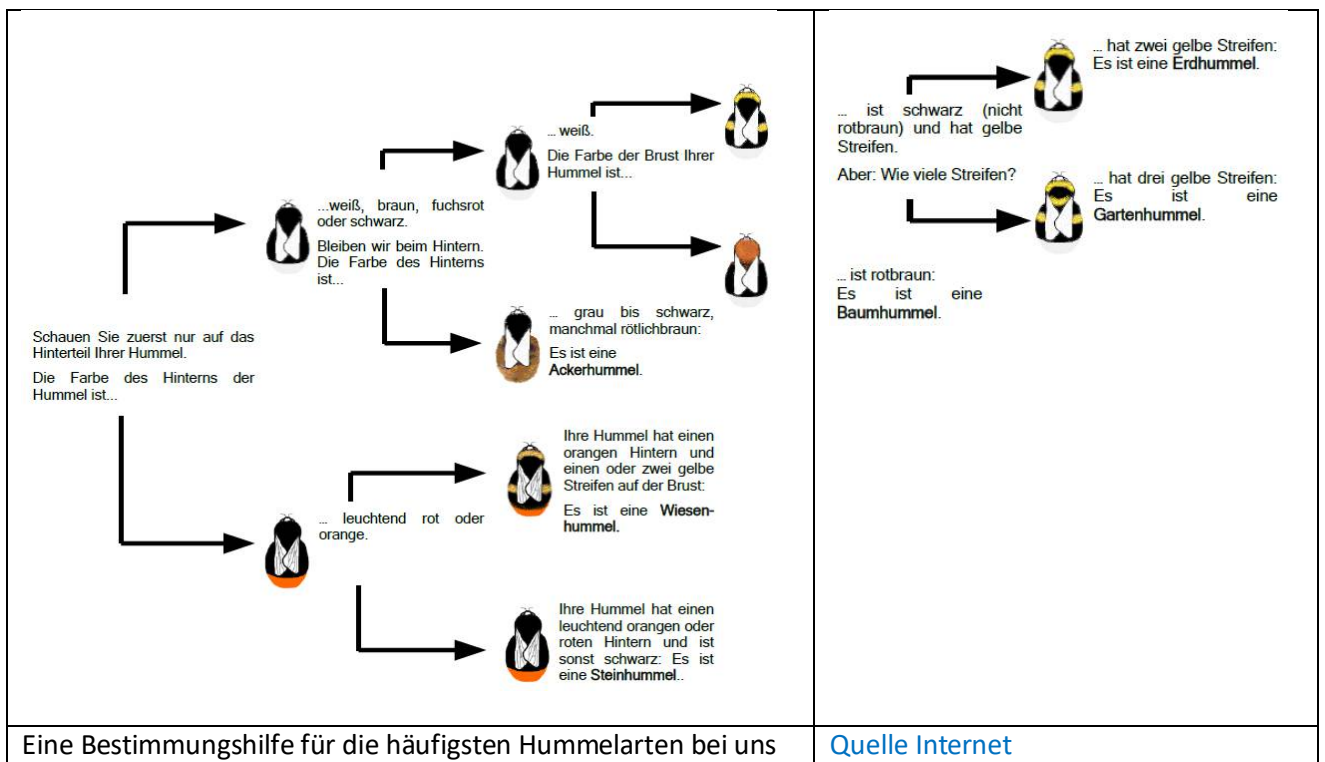 Schauen Sie zuerst nur auf das
Hinterteil Ihrer Hummel.
Die Farbe des Hinterns der
Hummel ist...
...weiß, braun, fuchsrot
oder schwarz.
Bleiben wir beim Hintern.
Die Farbe des Hinterns
ist...
... weiß.
Die Farbe der Brust Ihrer
Hummel ist...
... grau bis schwarz,
manchmal rötlichbraun:
Es ist eine
Ackerhummel.
... leuchtend rot oder
orange.
Ihre Hummel hat einen
orangen Hintern und
einen oder zwei gelbe
Streifen auf der Brust:
Es ist eine Wiesen-
hummel.
Ihre Hummel hat einen
leuchtend orangen oder
roten Hintern und ist
sonst schwarz: Es ist
eine Steinhummel..
... ist schwarz (nicht
rotbraun) und hat gelbe
Streifen.
Aber: Wie viele Streifen?
... hat zwei gelbe Streifen:
Es ist eine Erdhummel.
... hat drei gelbe Streifen:
Es ist eine
Gartenhummel.
... ist rotbraun:
Es ist eine
Baumhummel.
Eine Bestimmungshilfe für die häufigsten Hummelarten bei uns
Quelle Internet